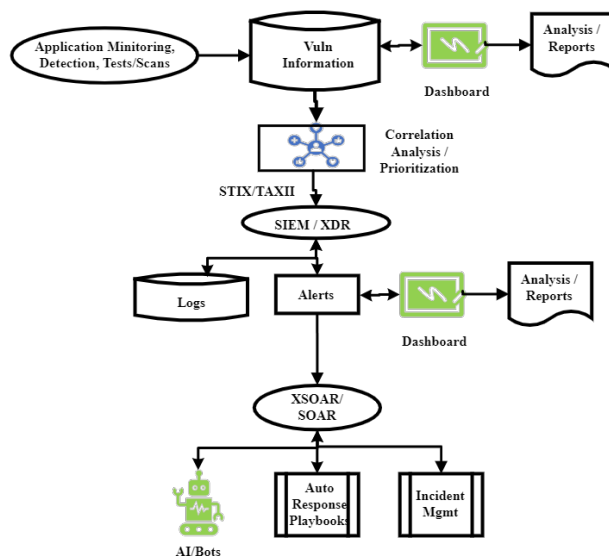 Application Minitoring,
Detection, Tests/Scans
Vuln
Information
Dashboard
Analysis /
Reports
Correlation
Analysis /
Prioritization
STIX/TAXII
SIEM / XDR
Logs
Alerts
Dashboard
Analysis /
Reports
XSOAR/
SOAR
AI/Bots
Auto
Response
Playbooks
Incident
Mgmt